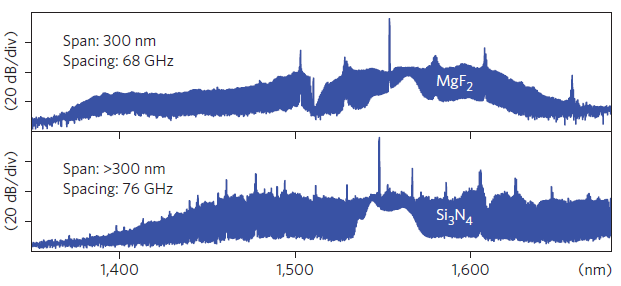 (20 dB/div)
Span: 300 nm
Spacing: 68 GHz
MgF₂
(20 dB/div)
Span: >300 nm
Spacing: 76 GHz
Si₃N₄
1,400 1,500 1,600 (nm)